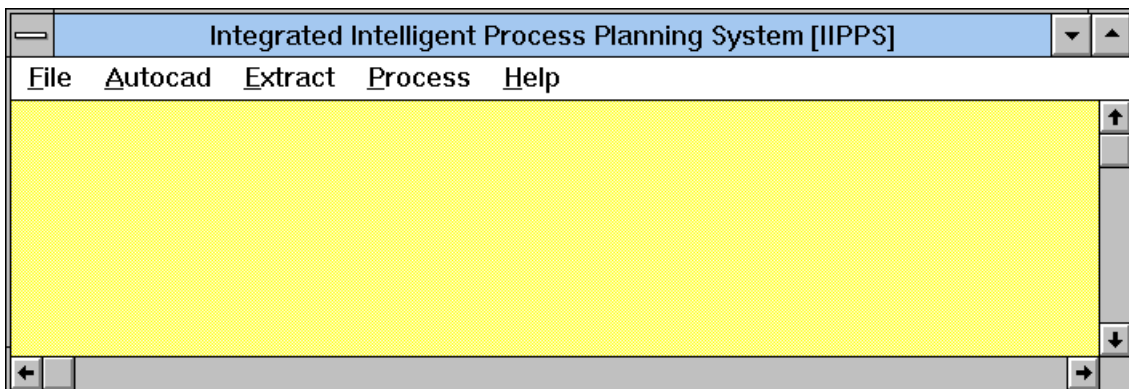 Integrated Intelligent Process Planning System [IIPPS]
File Autocad Extract Process Help